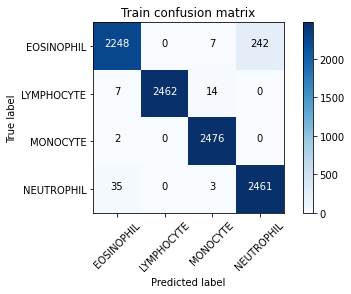 Train confusion matrix
True label
EOSINOPHIL 2248 0 7 242
LYMPHOCYTE 7 2462 14 0
MONOCYTE 2 0 2476 0
NEUTROPHIL 35 0 3 2461
EOSINOPHIL LYMPHOCYTE MONOCYTE NEUTROPHIL
Predicted label
2000
1500
1000
500
0